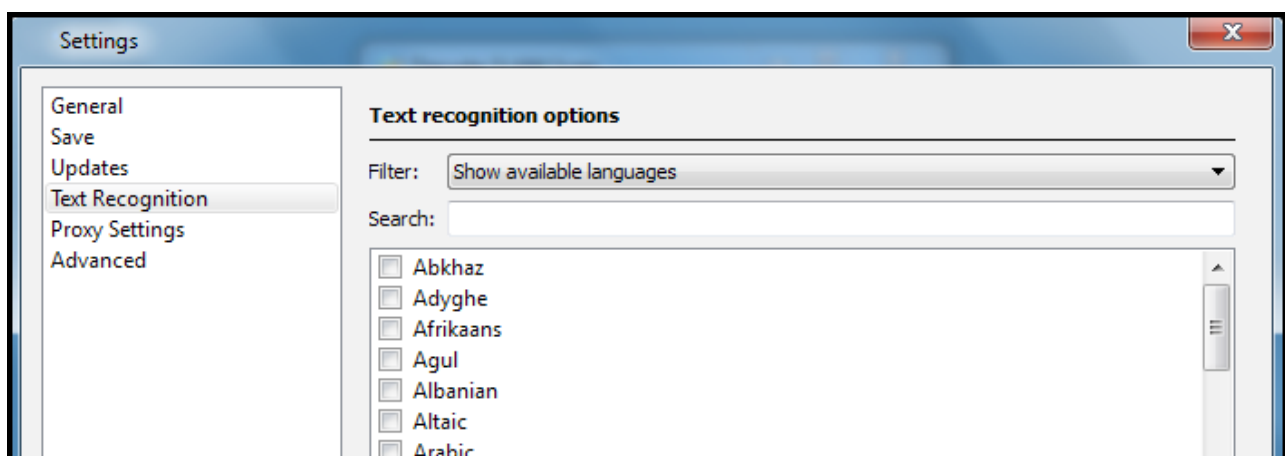 Settings
General
Save
Updates
Text Recognition
Proxy Settings
Advanced
Text recognition options
Filter: Show available languages
Search:
Abkhaz
Adyghe
Afrikaans
Agul
Albanian
Altaic
Arabic